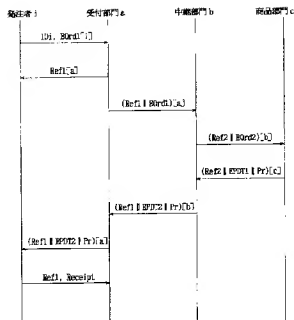 発注者 i 受付部門 a 中継部門 b 商品部門 c
IDi, BOrd1[i]
Ref1[a]
(Ref1 ‖ BOrd1)[a]
(Ref2 ‖ BOrd2)[b]
(Ref2 ‖ EPDT1 ‖ Pr)[c]
(Ref1 ‖ EPDT2 ‖ Pr)[b]
(Ref1 ‖ EPDT2 ‖ Pr)[a]
Ref1, Receipt